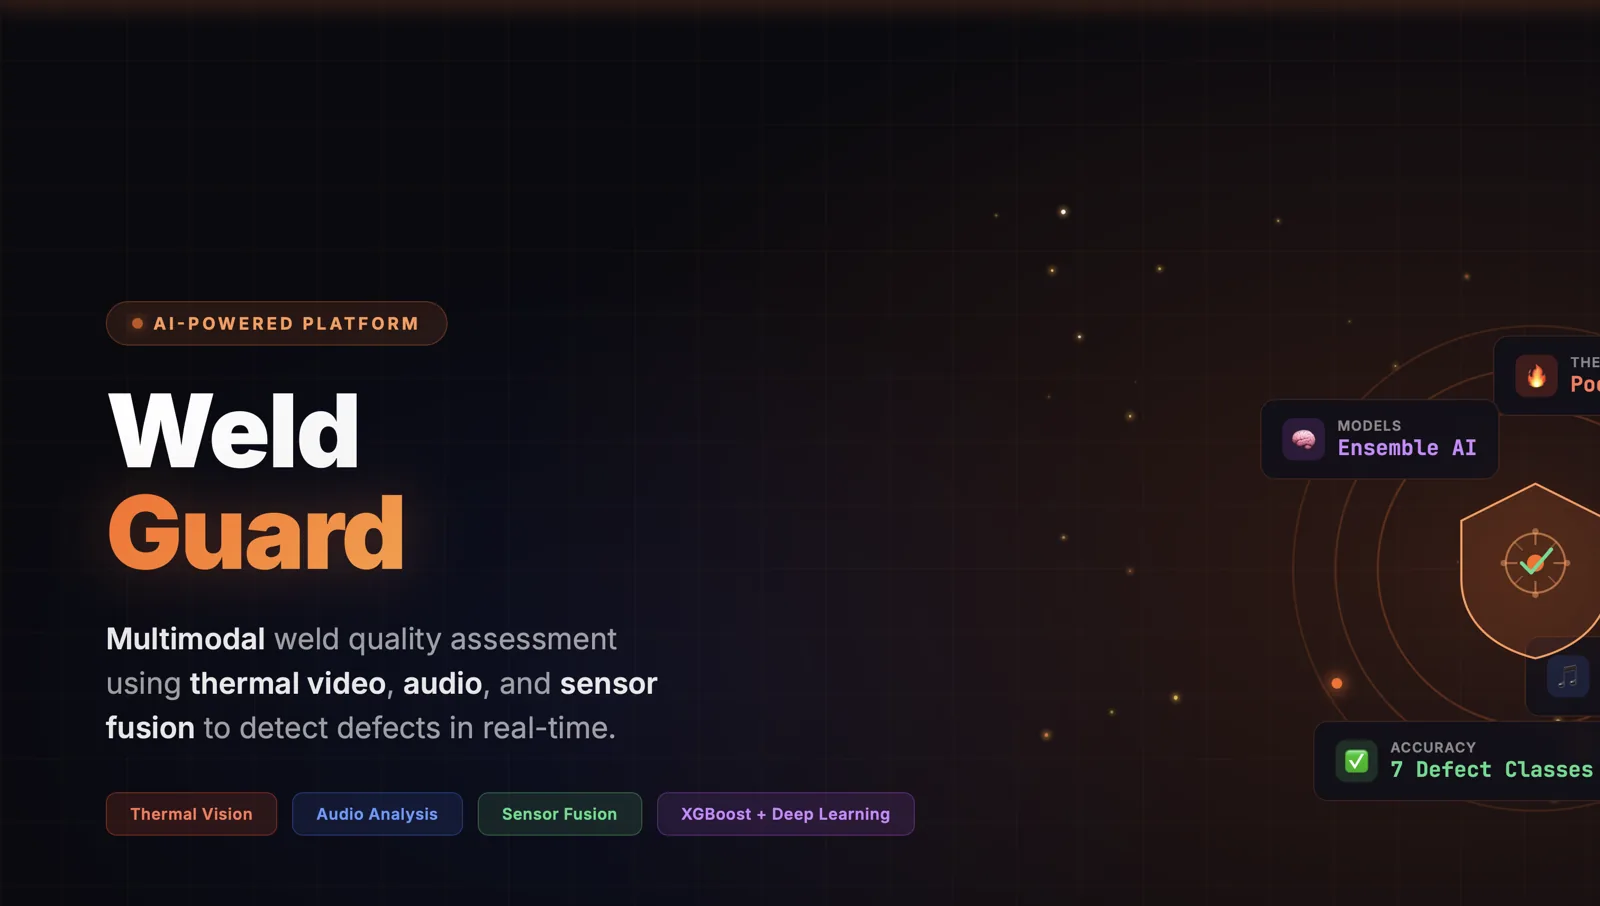 AI-POWERED PLATFORM
Weld
Guard
Multimodal weld quality assessment
using thermal video, audio, and sensor
fusion to detect defects in real-time.
Thermal Vision
Audio Analysis
Sensor Fusion
XGBoost + Deep Learning
MODELS
Ensemble AI
ACCURACY
7 Defect Classes